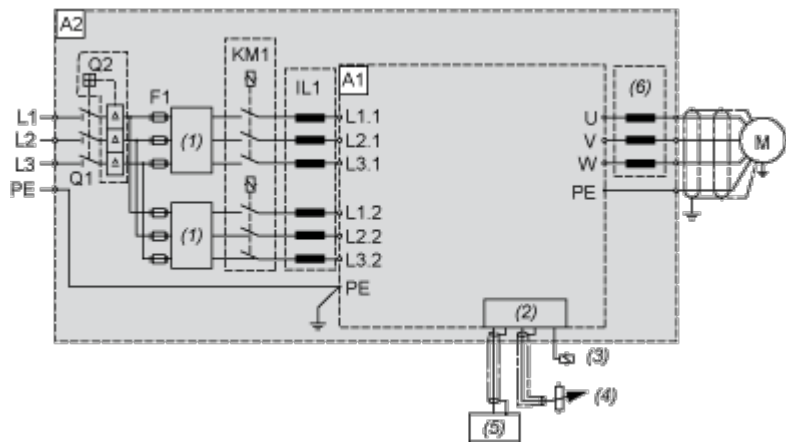 A2
Q2
KM1
F1
IL1
A1
(6)
L1
L2
L3
PE
Q1
(1)
(1)
L1.1
L2.1
L3.1
L1.2
L2.2
L3.2
PE
U
V
W
PE
M
(2)
(3)
(4)
(5)